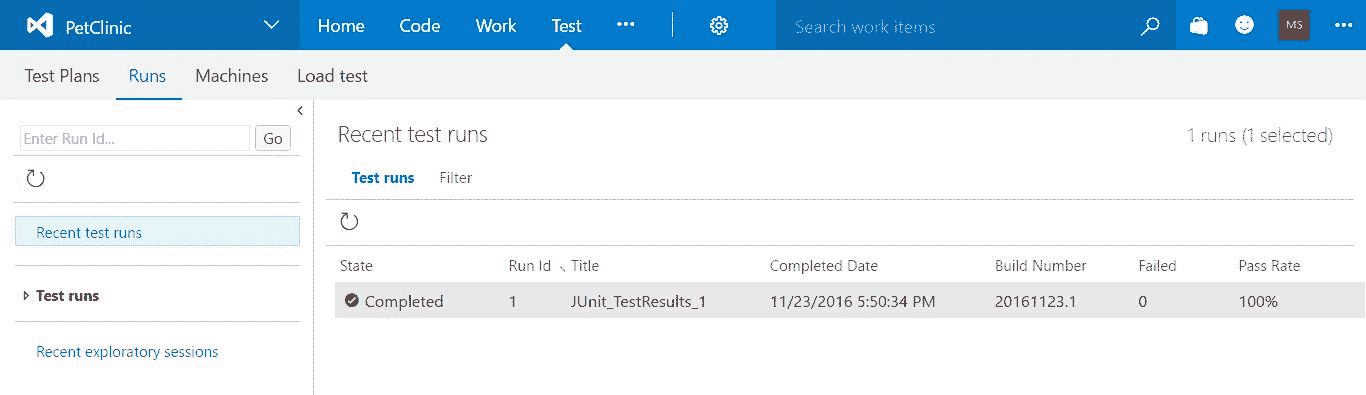 PetClinic Home Code Work Test ••• Search work items MS •••
Test Plans Runs Machines Load test
Enter Run Id... Go
Recent test runs
Test runs
Recent exploratory sessions
Recent test runs 1 runs (1 selected)
Test runs Filter
State Run Id Title Completed Date Build Number Failed Pass Rate
Completed 1 JUnit_TestResults_1 11/23/2016 5:50:34 PM 20161123.1 0 100%